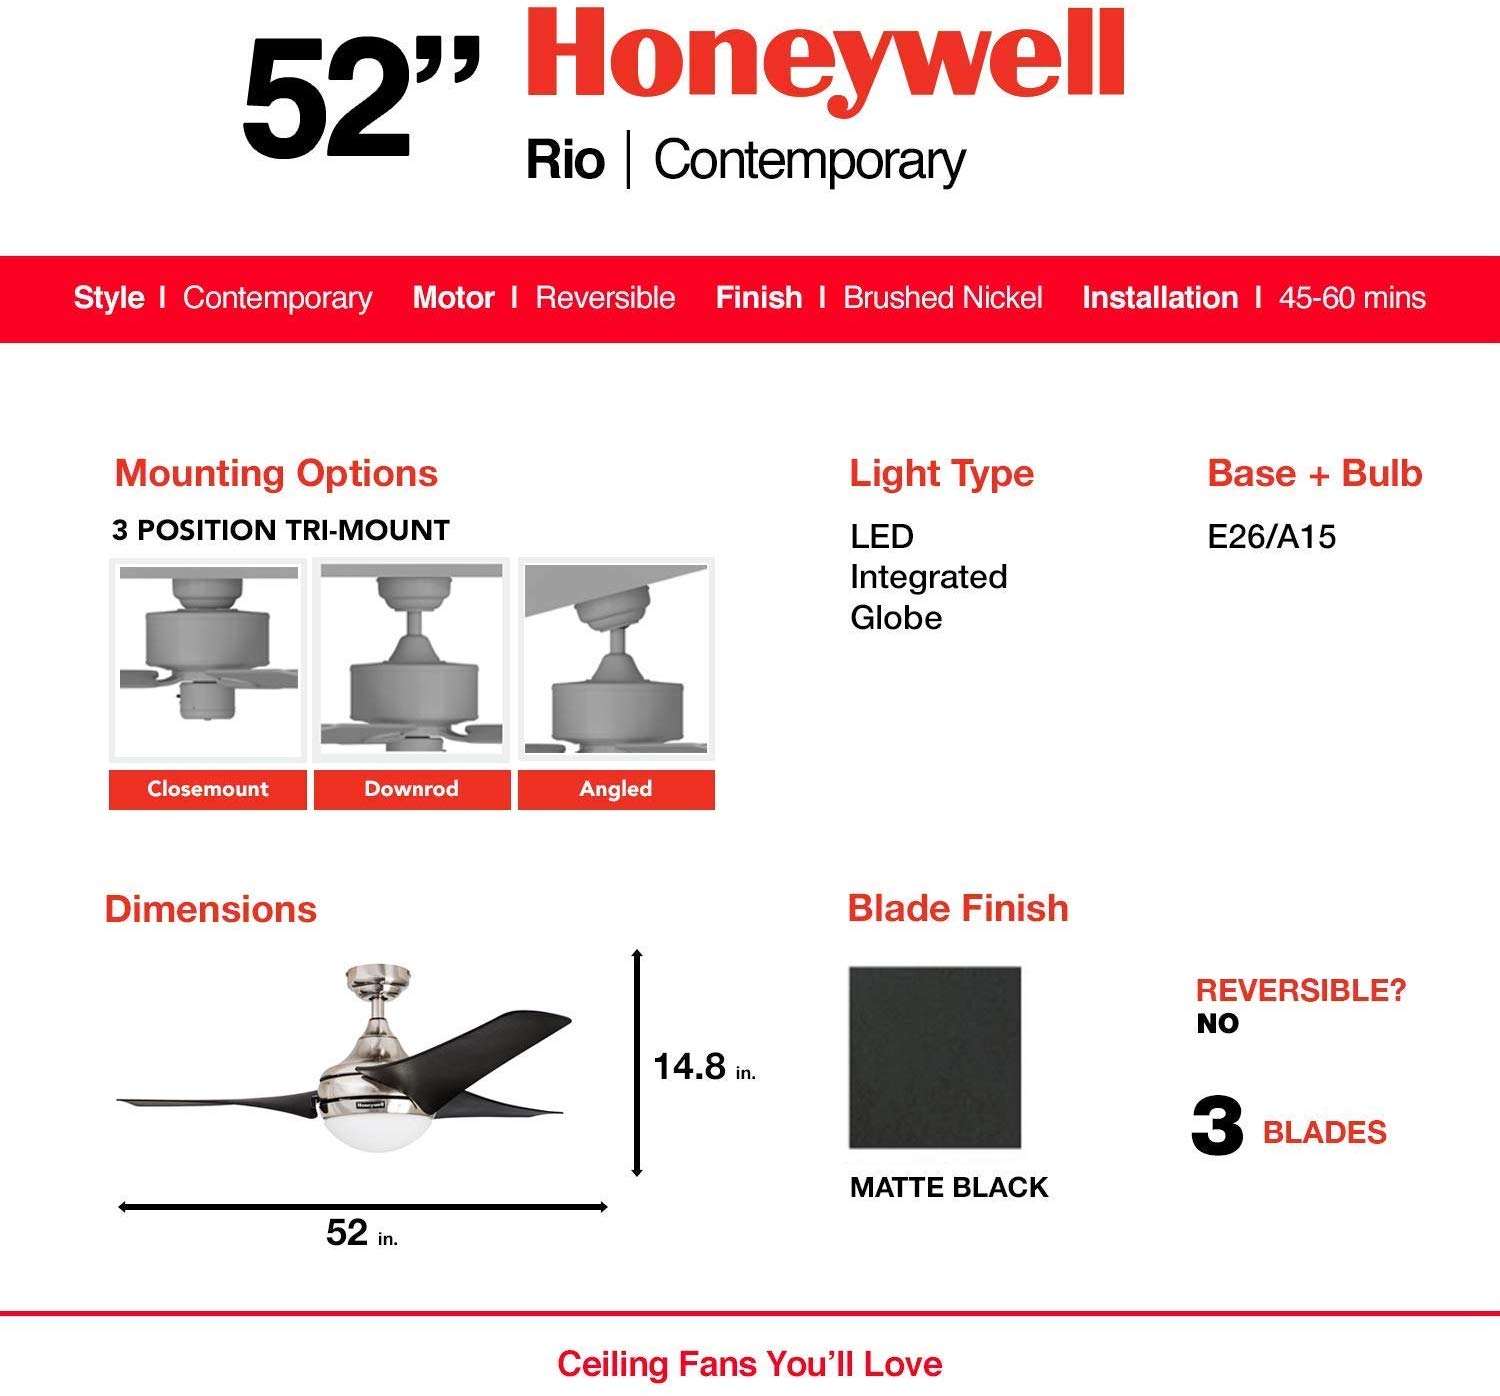 52”
Honeywell
Rio | Contemporary
Style | Contemporary Motor | Reversible Finish | Brushed Nickel Installation | 45-60 mins
Mounting Options
3 POSITION TRI-MOUNT
Closemount
Downrod
Angled
Light Type
LED
Integrated
Globe
Base + Bulb
E26/A15
Dimensions
Honeywell
14.8 in.
52 in.
Blade Finish
MATTE BLACK
REVERSIBLE?
NO
3 BLADES
Ceiling Fans You’ll Love